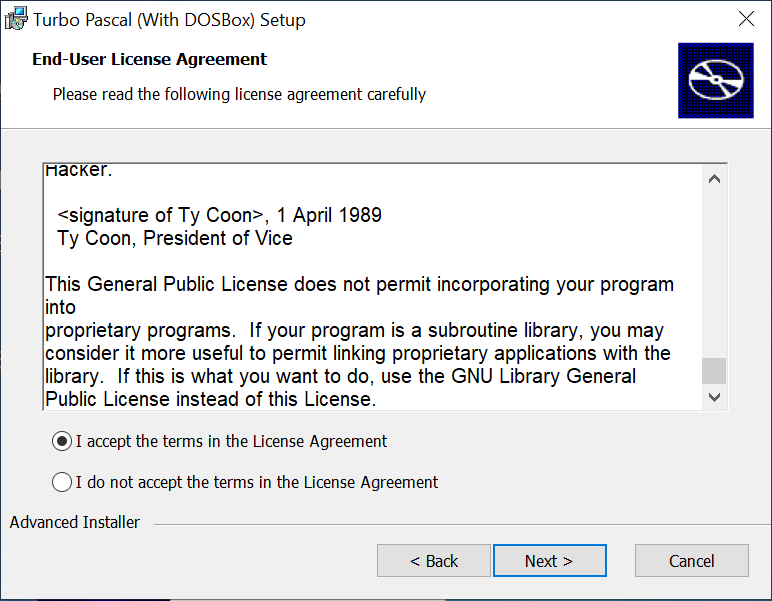 Turbo Pascal (With DOSBox) Setup
End-User License Agreement
Please read the following license agreement carefully
Hacker.
<signature of Ty Coon>, 1 April 1989
Ty Coon, President of Vice
This General Public License does not permit incorporating your program
into
proprietary programs.  If your program is a subroutine library, you may
consider it more useful to permit linking proprietary applications with the
library.  If this is what you want to do, use the GNU Library General
Public License instead of this License.
I accept the terms in the License Agreement
I do not accept the terms in the License Agreement
Advanced Installer
< Back
Next >
Cancel